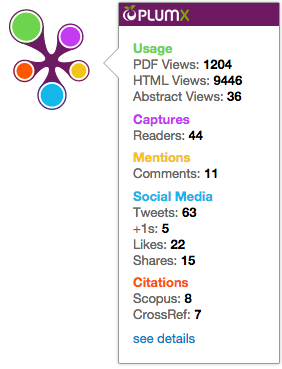 PLUMX
Usage
PDF Views: 1204
HTML Views: 9446
Abstract Views: 36
Captures
Readers: 44
Mentions
Comments: 11
Social Media
Tweets: 63
+1s: 5
Likes: 22
Shares: 15
Citations
Scopus: 8
CrossRef: 7
see details